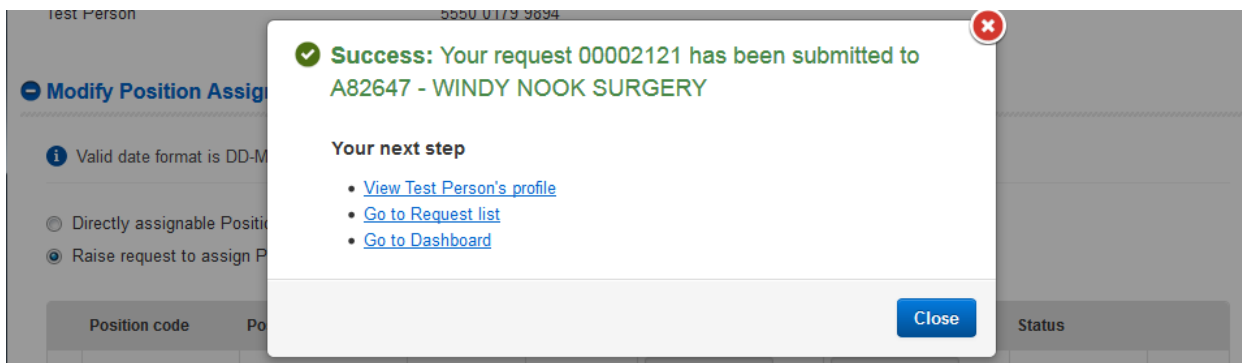 Test Person 5550 0179 9894
Success: Your request 00002121 has been submitted to
A82647 - WINDY NOOK SURGERY
Modify Position Assig
Your next step
Valid date format is DD-M
View Test Person's profile
Go to Request list
Go to Dashboard
Directly assignable Positi
Raise request to assign P
Close
Position code Po Status